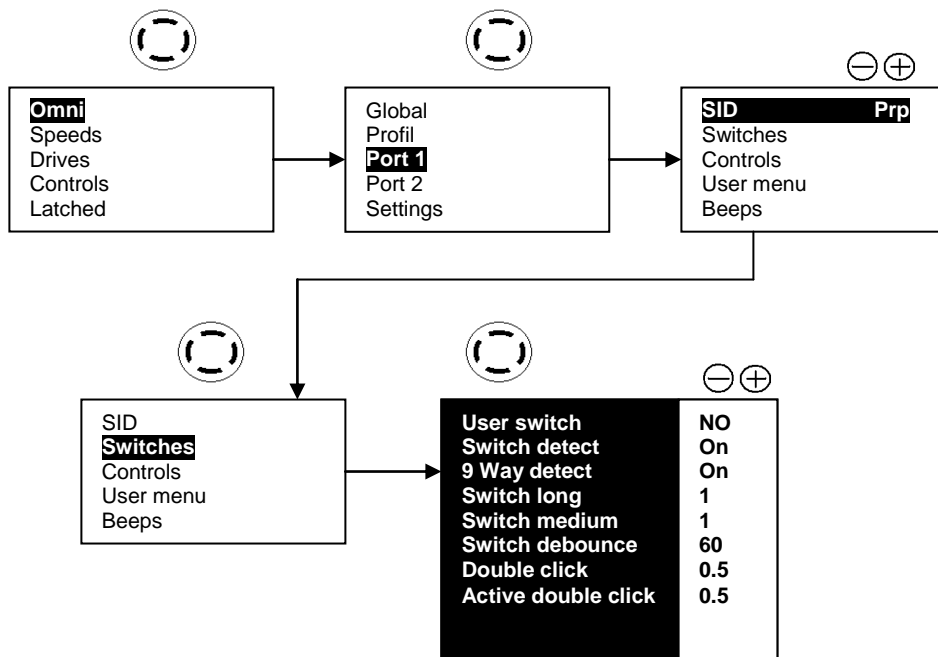 Omni
Speeds
Drives
Controls
Latched
Global
Profil
Port 1
Port 2
Settings
SID Prp
Switches
Controls
User menu
Beeps
SID
Switches
Controls
User menu
Beeps
User switch NO
Switch detect On
9 Way detect On
Switch long 1
Switch medium 1
Switch debounce 60
Double click 0.5
Active double click 0.5